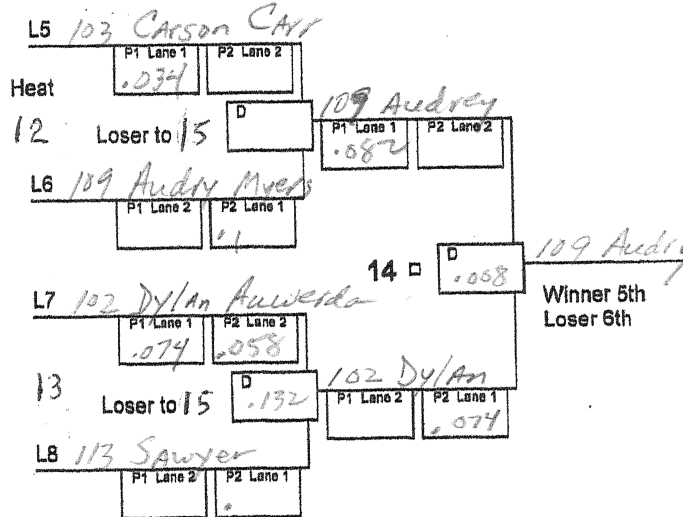 L5 103 Carson Carr
P1 Lane 1 P2 Lane 2
.034
Heat
12 Loser to 15 D
L6 109 Audry Myers
P1 Lane 2 P2 Lane 1
.1
109 Audrey
P1 Lane 1 P2 Lane 2
.082
14 D .008
109 Audrey
Winner 5th
Loser 6th
L7 102 Dylan Auwerda
P1 Lane 1 P2 Lane 2
.074 .058
13 Loser to 15 D .132
102 Dylan
P1 Lane 2 P2 Lane 1
.074
L8 113 Sawyer
P1 Lane 2 P2 Lane 1
.